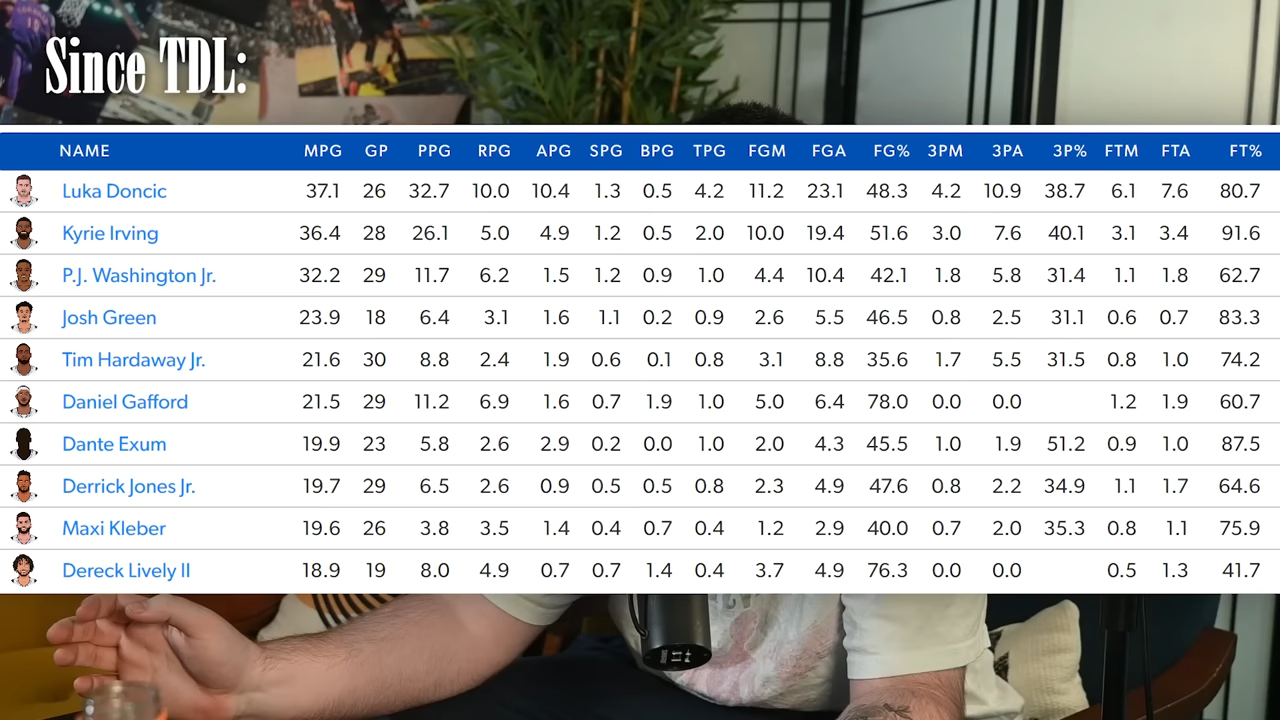 Since TDL:
NAME MPG GP PPG RPG APG SPG BPG TPG FGM FGA FG% 3PM 3PA 3P% FTM FTA FT%
Luka Doncic 37.1 26 32.7 10.0 10.4 1.3 0.5 4.2 11.2 23.1 48.3 4.2 10.9 38.7 6.1 7.6 80.7
Kyrie Irving 36.4 28 26.1 5.0 4.9 1.2 0.5 2.0 10.0 19.4 51.6 3.0 7.6 40.1 3.1 3.4 91.6
P.J. Washington Jr. 32.2 29 11.7 6.2 1.5 1.2 0.9 1.0 4.4 10.4 42.1 1.8 5.8 31.4 1.1 1.8 62.7
Josh Green 23.9 18 6.4 3.1 1.6 1.1 0.2 0.9 2.6 5.5 46.5 0.8 2.5 31.1 0.6 0.7 83.3
Tim Hardaway Jr. 21.6 30 8.8 2.4 1.9 0.6 0.1 0.8 3.1 8.8 35.6 1.7 5.5 31.5 0.8 1.0 74.2
Daniel Gafford 21.5 29 11.2 6.9 1.6 0.7 1.9 1.0 5.0 6.4 78.0 0.0 0.0 1.2 1.9 60.7
Dante Exum 19.9 23 5.8 2.6 2.9 0.2 0.0 1.0 2.0 4.3 45.5 1.0 1.9 51.2 0.9 1.0 87.5
Derrick Jones Jr. 19.7 29 6.5 2.6 0.9 0.5 0.5 0.8 2.3 4.9 47.6 0.8 2.2 34.9 1.1 1.7 64.6
Maxi Kleber 19.6 26 3.8 3.5 1.4 0.4 0.7 0.4 1.2 2.9 40.0 0.7 2.0 35.3 0.8 1.1 75.9
Dereck Lively II 18.9 19 8.0 4.9 0.7 0.7 1.4 0.4 3.7 4.9 76.3 0.0 0.0 0.5 1.3 41.7